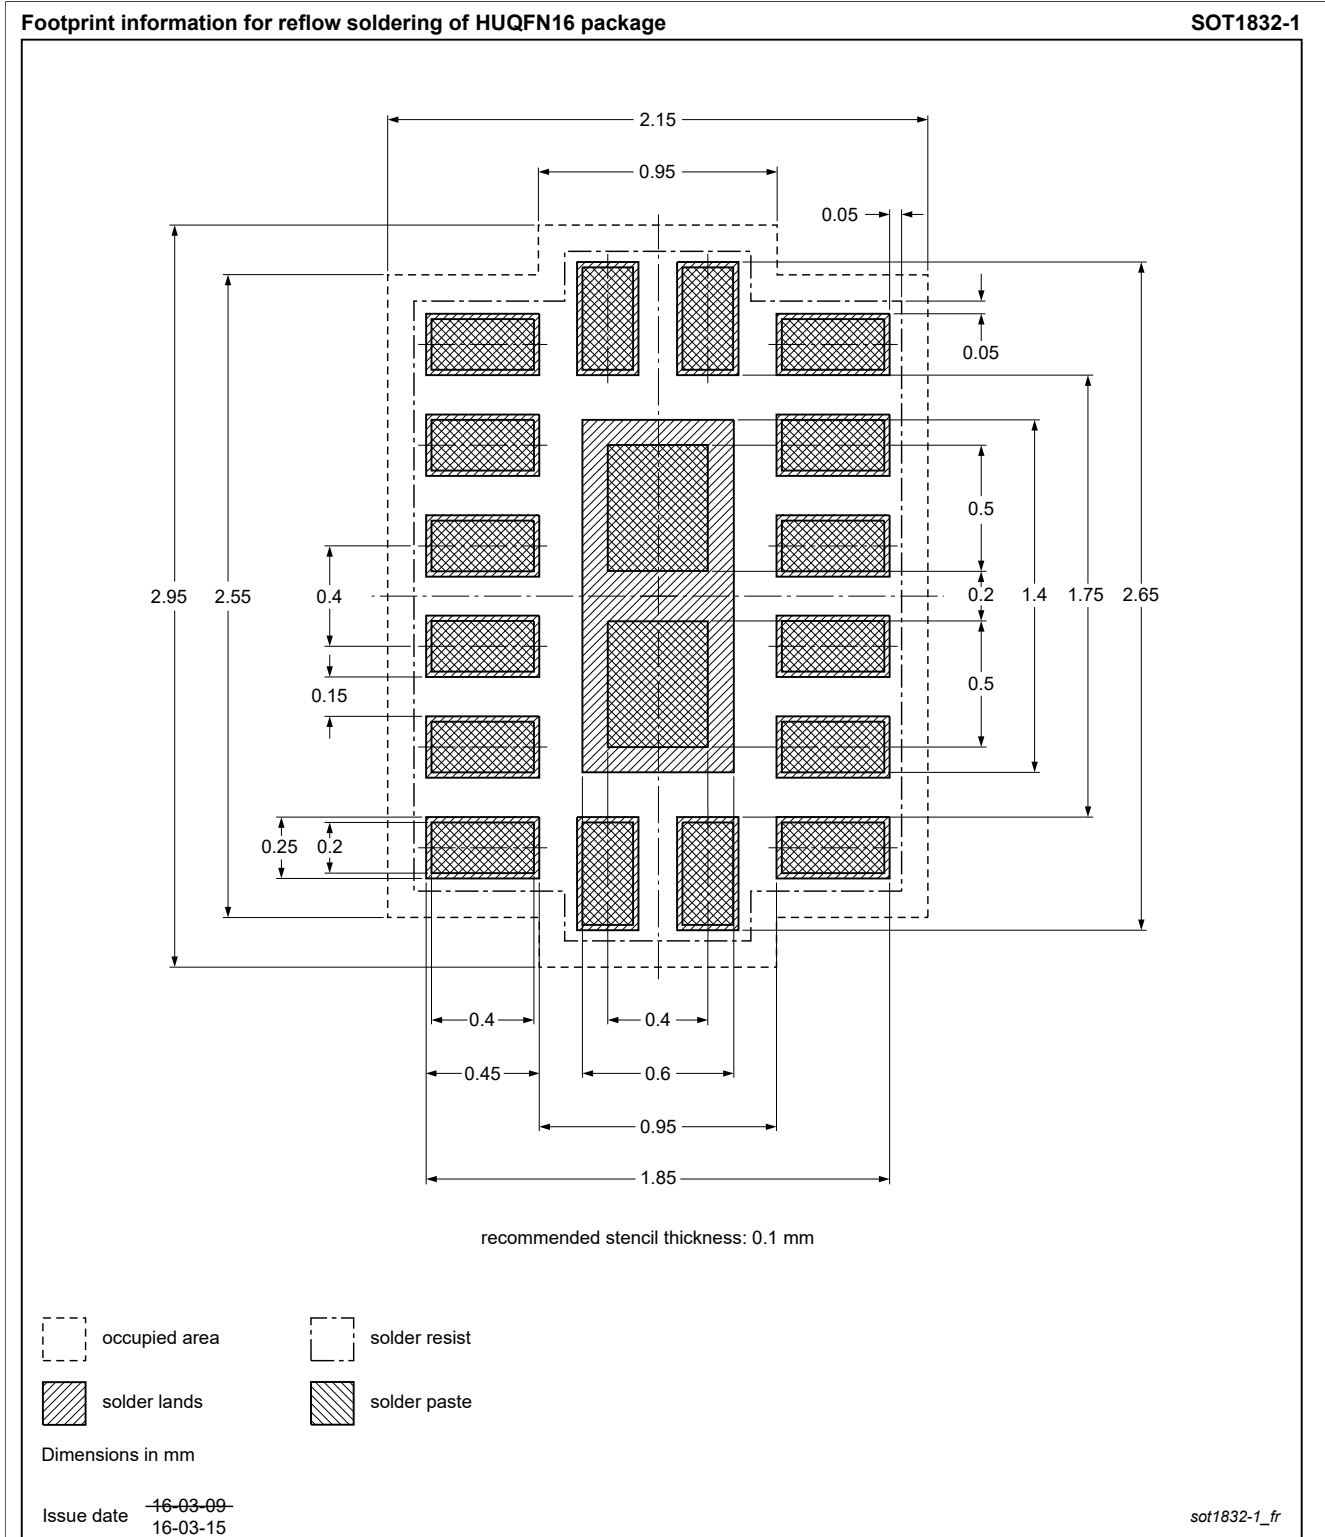 Footprint information for reflow soldering of HUQFN16 package SOT1832-1
2.15
0.95
0.05
0.05
0.5
2.95 2.55 0.4 0.2 1.4 1.75 2.65
0.5
0.15
0.25 0.2
0.4 0.4
0.45 0.6
0.95
1.85
recommended stencil thickness: 0.1 mm
occupied area solder resist
solder lands solder paste
Dimensions in mm
Issue date 16-03-09
16-03-15
sot1832-1_fr